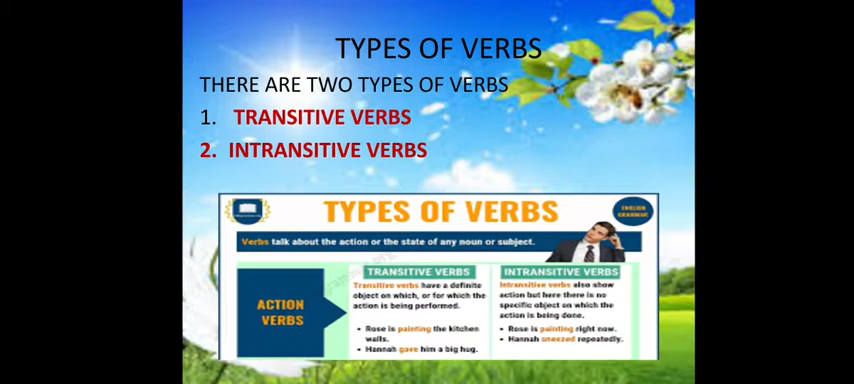 TYPES OF VERBS
THERE ARE TWO TYPES OF VERBS
1. TRANSITIVE VERBS
2. INTRANSITIVE VERBS
TYPES OF VERBS
ENGLISH
GRAMMAR
Verbs talk about the action or the state of any noun or subject.
ACTION
VERBS
TRANSITIVE VERBS
Transitive verbs have a definite
object on which, or for which the
action is being performed.
• Rose is painting the kitchen
walls.
• Hannah gave him a big hug.
INTRANSITIVE VERBS
Intransitive verbs also show
action but here there is no
specific object on which the
action is being done.
• Rose is painting right now.
• Hannah sneezed repeatedly.